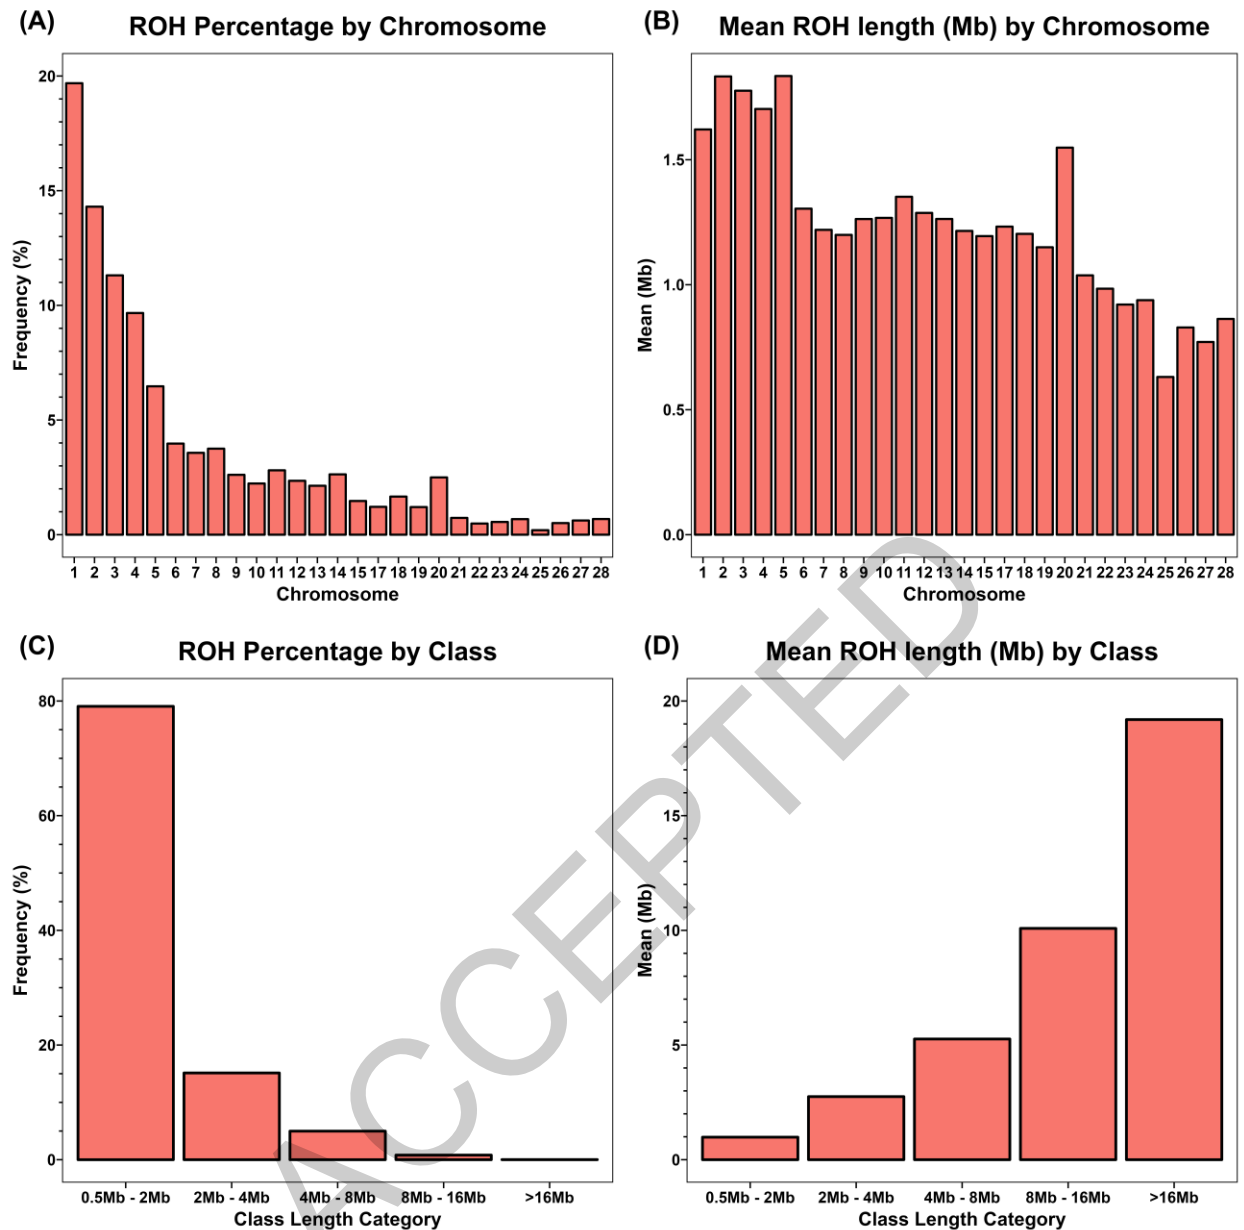 (A) ROH Percentage by Chromosome
Frequency (%)
20
15
10
5
0
1 2 3 4 5 6 7 8 9 10 11 12 13 14 15 17 18 19 20 21 22 23 24 25 26 27 28
Chromosome
(B) Mean ROH length (Mb) by Chromosome
Mean (Mb)
1.5
1.0
0.5
0.0
1 2 3 4 5 6 7 8 9 10 11 12 13 14 15 17 18 19 20 21 22 23 24 25 26 27 28
Chromosome
(C) ROH Percentage by Class
Frequency (%)
80
60
40
20
0
0.5Mb - 2Mb 2Mb - 4Mb 4Mb - 8Mb 8Mb - 16Mb >16Mb
Class Length Category
(D) Mean ROH length (Mb) by Class
Mean (Mb)
20
15
10
5
0
0.5Mb - 2Mb 2Mb - 4Mb 4Mb - 8Mb 8Mb - 16Mb >16Mb
Class Length Category
ACCEPTED